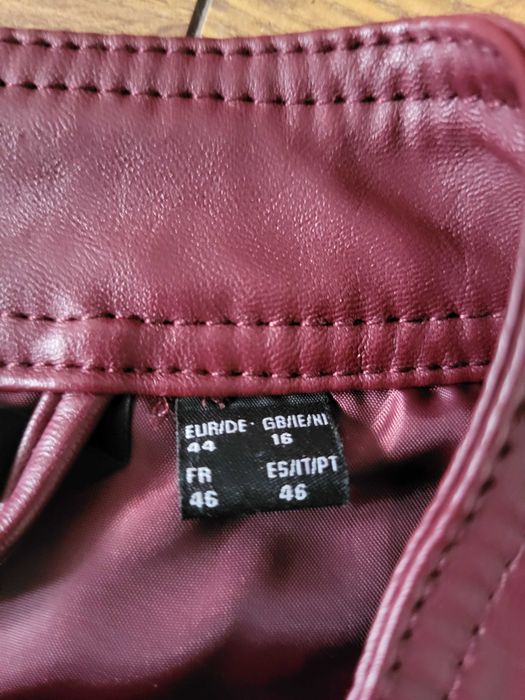 EUR/DE· GB/IE/NI
44 16
FR ES/IT/PT
46 46